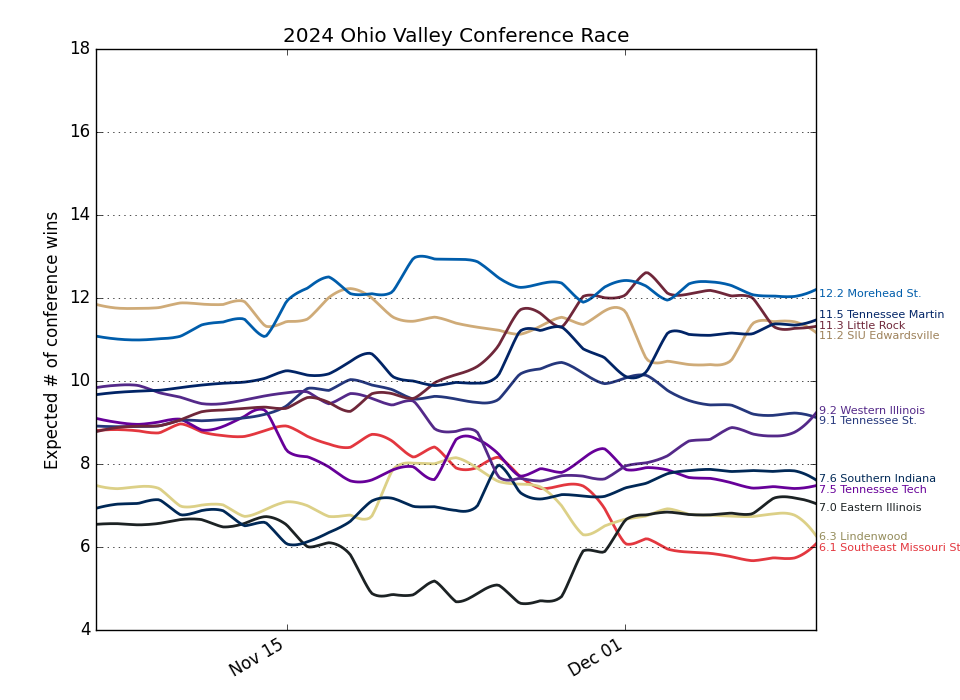 2024 Ohio Valley Conference Race
Expected # of conference wins
18
16
14
12
10
8
6
4
Nov 15
Dec 01
12.2 Morehead St.
11.5 Tennessee Martin
11.3 Little Rock
11.2 SIU Edwardsville
9.2 Western Illinois
9.1 Tennessee St.
7.6 Southern Indiana
7.5 Tennessee Tech
7.0 Eastern Illinois
6.3 Lindenwood
6.1 Southeast Missouri St